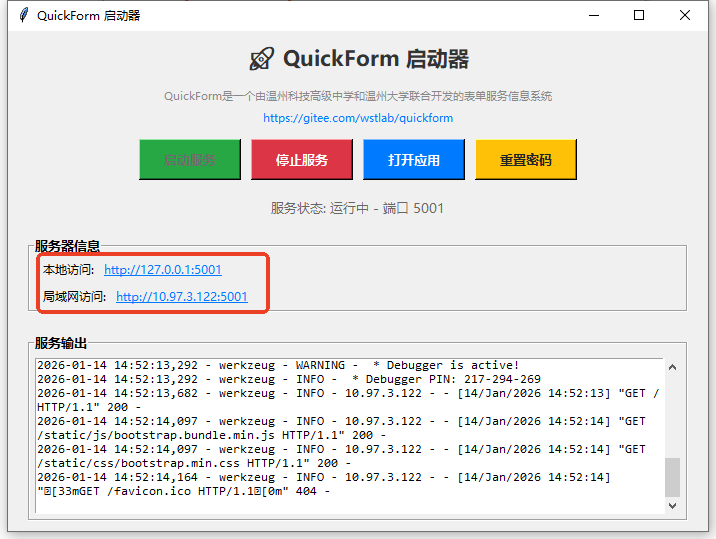 QuickForm 启动器
QuickForm 启动器
QuickForm是一个由温州科技高级中学和温州大学联合开发的表单服务信息系统
https://gitee.com/wstlab/quickform
启动服务 停止服务 打开应用 重置密码
服务状态: 运行中 - 端口 5001
服务器信息
本地访问: http://127.0.0.1:5001
局域网访问: http://10.97.3.122:5001
服务输出
2026-01-14 14:52:13,292 - werkzeug - WARNING -  * Debugger is active!
2026-01-14 14:52:13,292 - werkzeug - INFO -  * Debugger PIN: 217-294-269
2026-01-14 14:52:13,682 - werkzeug - INFO - 10.97.3.122 - - [14/Jan/2026 14:52:13] "GET /
HTTP/1.1" 200 -
2026-01-14 14:52:14,097 - werkzeug - INFO - 10.97.3.122 - - [14/Jan/2026 14:52:14] "GET
/static/js/bootstrap.bundle.min.js HTTP/1.1" 200 -
2026-01-14 14:52:14,097 - werkzeug - INFO - 10.97.3.122 - - [14/Jan/2026 14:52:14] "GET
/static/css/bootstrap.min.css HTTP/1.1" 200 -
2026-01-14 14:52:14,164 - werkzeug - INFO - 10.97.3.122 - - [14/Jan/2026 14:52:14]
"[33mGET /favicon.ico HTTP/1.1[0m" 404 -